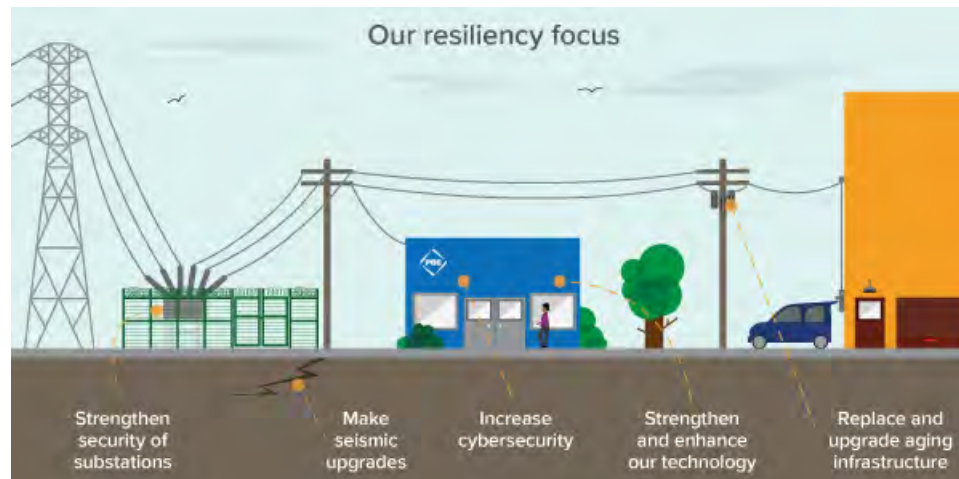 Our resiliency focus
PGE
Strengthen
security of
substations
Make
seismic
upgrades
Increase
cybersecurity
Strengthen
and enhance
our technology
Replace and
upgrade aging
infrastructure